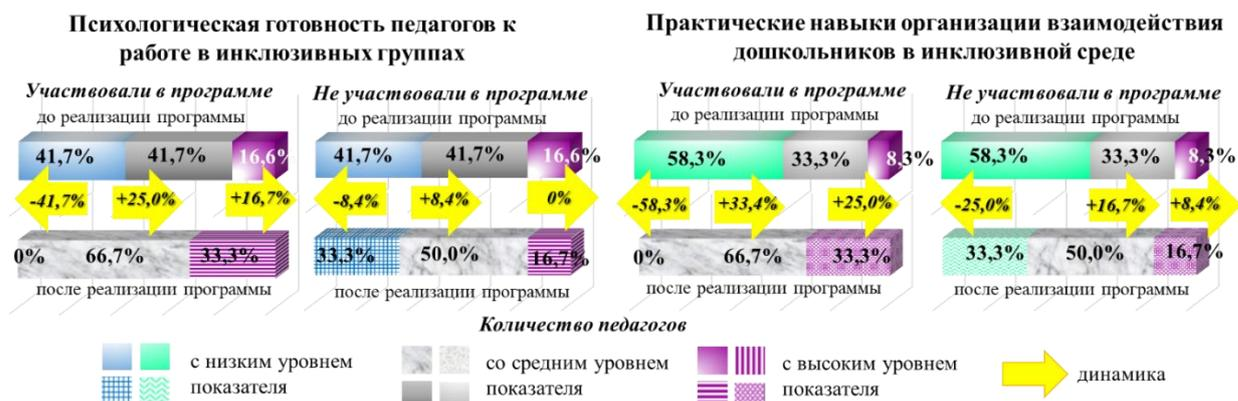 Психологическая готовность педагогов к
работе в инклюзивных группах
Участвовали в программе
до реализации программы
41,7% 41,7% 16,6%
-41,7% +25,0% +16,7%
0% 66,7% 33,3%
после реализации программы
Не участвовали в программе
до реализации программы
41,7% 41,7% 16,6%
-8,4% +8,4% 0%
33,3% 50,0% 16,7%
после реализации программы
Практические навыки организации взаимодействия
дошкольников в инклюзивной среде
Участвовали в программе
до реализации программы
58,3% 33,3% 8,3%
-58,3% +33,4% +25,0%
0% 66,7% 33,3%
после реализации программы
Не участвовали в программе
до реализации программы
58,3% 33,3% 8,3%
-25,0% +16,7% +8,4%
33,3% 50,0% 16,7%
после реализации программы
Количество педагогов
с низким уровнем
показателя
со средним уровнем
показателя
с высоким уровнем
показателя
динамика